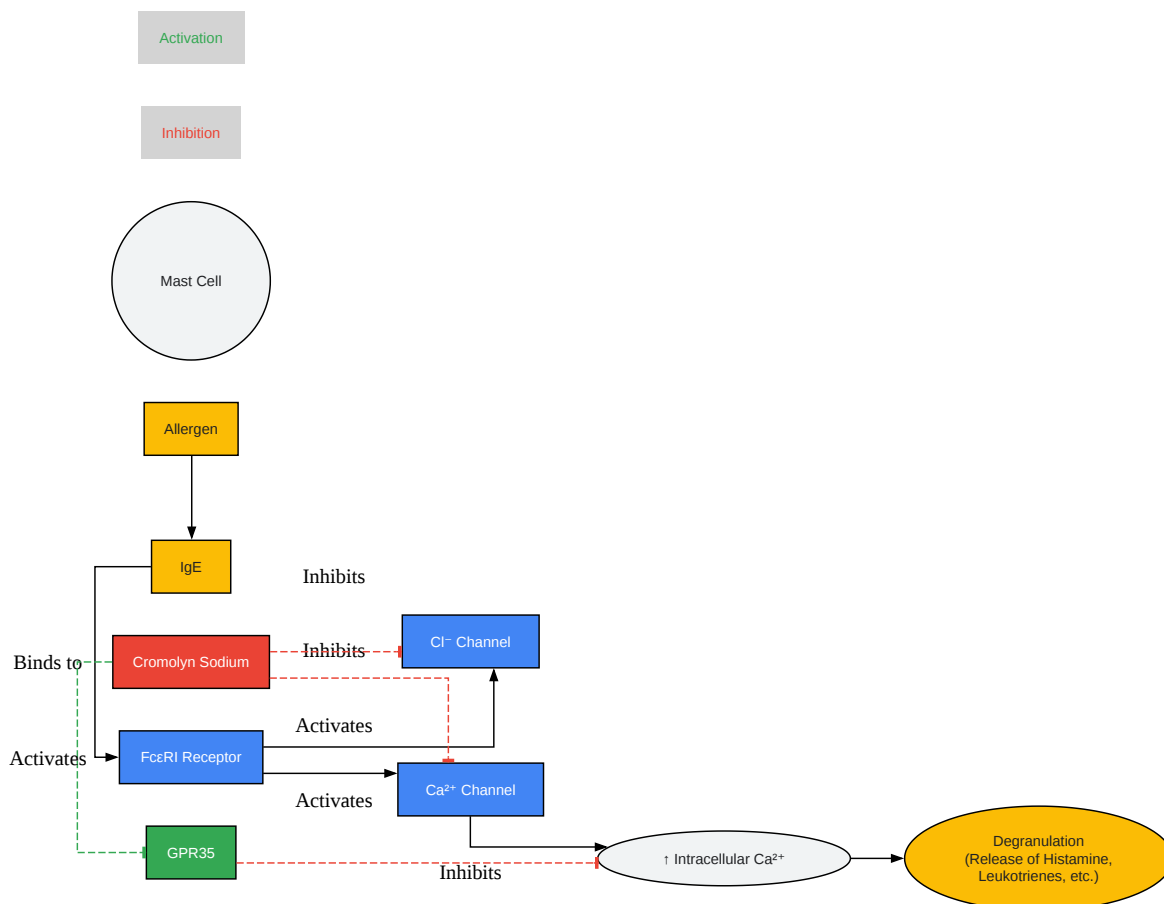 Activation
Inhibition
Mast Cell
Allergen
IgE
Inhibits
Cl⁻ Channel
Inhibits
Cromolyn Sodium
Binds to
Activates
FcεRI Receptor
Activates
Ca²⁺ Channel
Activates
GPR35
Inhibits
↑ Intracellular Ca²⁺
Degranulation
(Release of Histamine,
Leukotrienes, etc.)